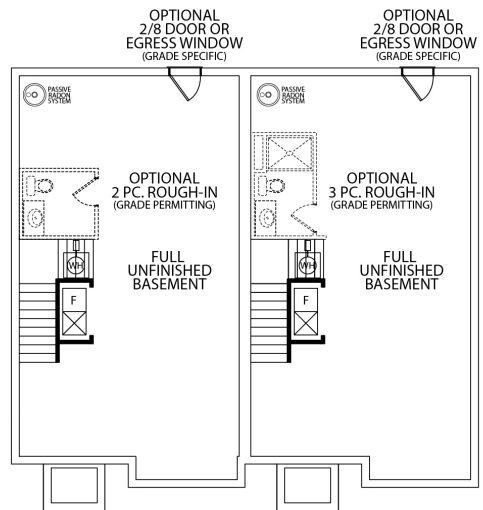 OPTIONAL
2/8 DOOR OR
EGRESS WINDOW
(GRADE SPECIFIC)
PASSIVE
RADON
SYSTEM
OPTIONAL
2 PC. ROUGH-IN
(GRADE PERMITTING)
FULL
UNFINISHED
BASEMENT
WH
F
OPTIONAL
2/8 DOOR OR
EGRESS WINDOW
(GRADE SPECIFIC)
PASSIVE
RADON
SYSTEM
OPTIONAL
3 PC. ROUGH-IN
(GRADE PERMITTING)
FULL
UNFINISHED
BASEMENT
WH
F